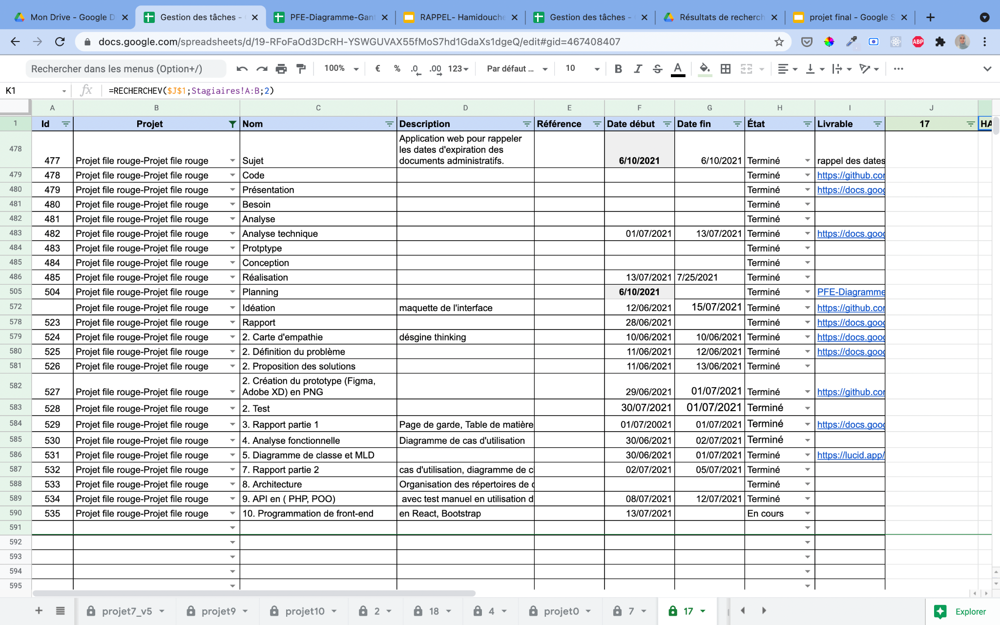 Mon Drive - Google D
Gestion des tâches -
PFE-Diagramme-Gant
RAPPEL- Hamidouche
Gestion des tâches -
Résultats de recherch
projet final - Google S
docs.google.com/spreadsheets/d/19-RFoFaOd3DcRH-YSWGUVAX55fMoS7hd1GdaXs1dgeQ/edit#gid=467408407
ABP
Rechercher dans les menus (Option+/) 100% € % .0 .00 123 Par défaut ... 10 B I S A
K1 fx =RECHERCHEV($J$1;Stagiaires!A:B;2)
A B C D E F G H I J
1 Id Projet Nom Description Référence Date début Date fin État Livrable 17 HA
478 477 Projet file rouge-Projet file rouge Sujet Application web pour rappeler
les dates d'expiration des
documents administratifs. 6/10/2021 6/10/2021 Terminé rappel des dates
479 478 Projet file rouge-Projet file rouge Code Terminé https://github.cor
480 479 Projet file rouge-Projet file rouge Présentation Terminé https://docs.goog
481 480 Projet file rouge-Projet file rouge Besoin Terminé
482 481 Projet file rouge-Projet file rouge Analyse Terminé
483 482 Projet file rouge-Projet file rouge Analyse technique 01/07/2021 13/07/2021 Terminé https://docs.goog
484 483 Projet file rouge-Projet file rouge Protptype Terminé
485 484 Projet file rouge-Projet file rouge Conception Terminé
486 485 Projet file rouge-Projet file rouge Réalisation 13/07/2021 7/25/2021 Terminé
505 504 Projet file rouge-Projet file rouge Planning 6/10/2021 Terminé PFE-Diagramme
572 Projet file rouge-Projet file rouge Idéation maquette de l'interface 12/06/2021 15/07/2021 Terminé https://github.cor
578 523 Projet file rouge-Projet file rouge Rapport 28/06/2021 Terminé https://docs.goog
579 524 Projet file rouge-Projet file rouge 2. Carte d'empathie désgine thinking 10/06/2021 10/06/2021 Terminé https://docs.goog
580 525 Projet file rouge-Projet file rouge 2. Définition du problème 11/06/2021 12/06/2021 Terminé https://docs.goog
581 526 Projet file rouge-Projet file rouge 2. Proposition des solutions 11/06/2021 13/06/2021 Terminé
582 527 Projet file rouge-Projet file rouge 2. Création du prototype (Figma,
Adobe XD) en PNG 29/06/2021 01/07/2021 Terminé https://github.cor
583 528 Projet file rouge-Projet file rouge 2. Test 30/07/2021 01/07/2021 Terminé
584 529 Projet file rouge-Projet file rouge 3. Rapport partie 1 Page de garde, Table de matière 01/07/20021 01/07/2021 Terminé https://docs.goog
585 530 Projet file rouge-Projet file rouge 4. Analyse fonctionnelle Diagramme de cas d'utilisation 30/06/2021 02/07/2021 Terminé
586 531 Projet file rouge-Projet file rouge 5. Diagramme de classe et MLD 30/06/2021 01/07/2021 Terminé https://lucid.app/
587 532 Projet file rouge-Projet file rouge 7. Rapport partie 2 cas d'utilisation, diagramme de cl 02/07/2021 05/07/2021 Terminé
588 533 Projet file rouge-Projet file rouge 8. Architecture Organisation des répertoires de c Terminé
589 534 Projet file rouge-Projet file rouge 9. API en ( PHP, POO) avec test manuel en utilisation d' 08/07/2021 12/07/2021 Terminé
590 535 Projet file rouge-Projet file rouge 10. Programmation de front-end en React, Bootstrap 13/07/2021 En cours
591
592
593
594
595
projet7_v5 projet9 projet10 2 18 4 projet0 7 17 Explorer